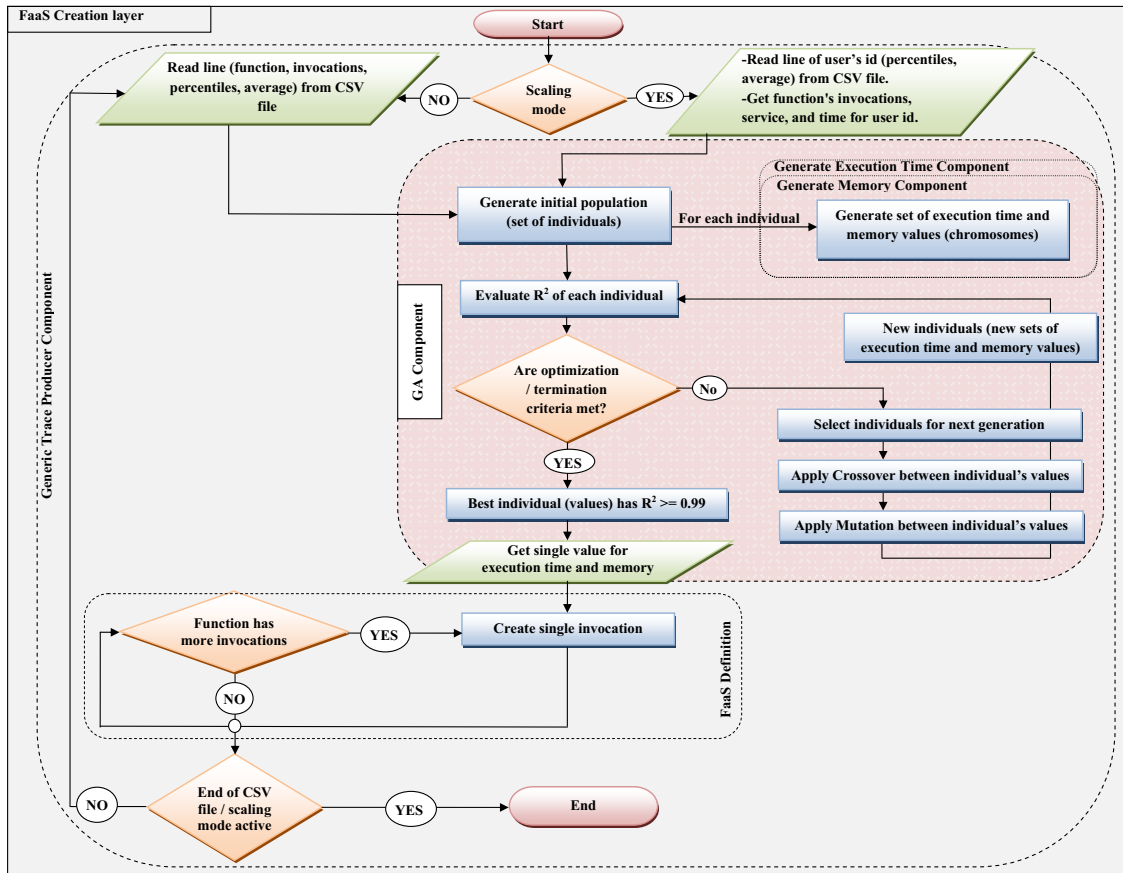 FaaS Creation layer
Start
Read line (function, invocations,
percentiles, average) from CSV
file
NO
Scaling
mode
YES
-Read line of user's id (percentiles,
average) from CSV file.
-Get function's invocations,
service, and time for user id.
Generate Execution Time Component
Generate Memory Component
Generate initial population
(set of individuals)
For each individual
Generate set of execution time and
memory values (chromosomes)
Evaluate R² of each individual
GA Component
New individuals (new sets of
execution time and memory values)
Are optimization
/ termination
criteria met?
No
Select individuals for next generation
YES
Apply Crossover between individual's values
Best individual (values) has R² >= 0.99
Apply Mutation between individual's values
Generic Trace Producer Component
Get single value for
execution time and memory
Function has
more invocations
YES
Create single invocation
FaaS Definition
NO
End of CSV
file / scaling
mode active
NO
YES
End